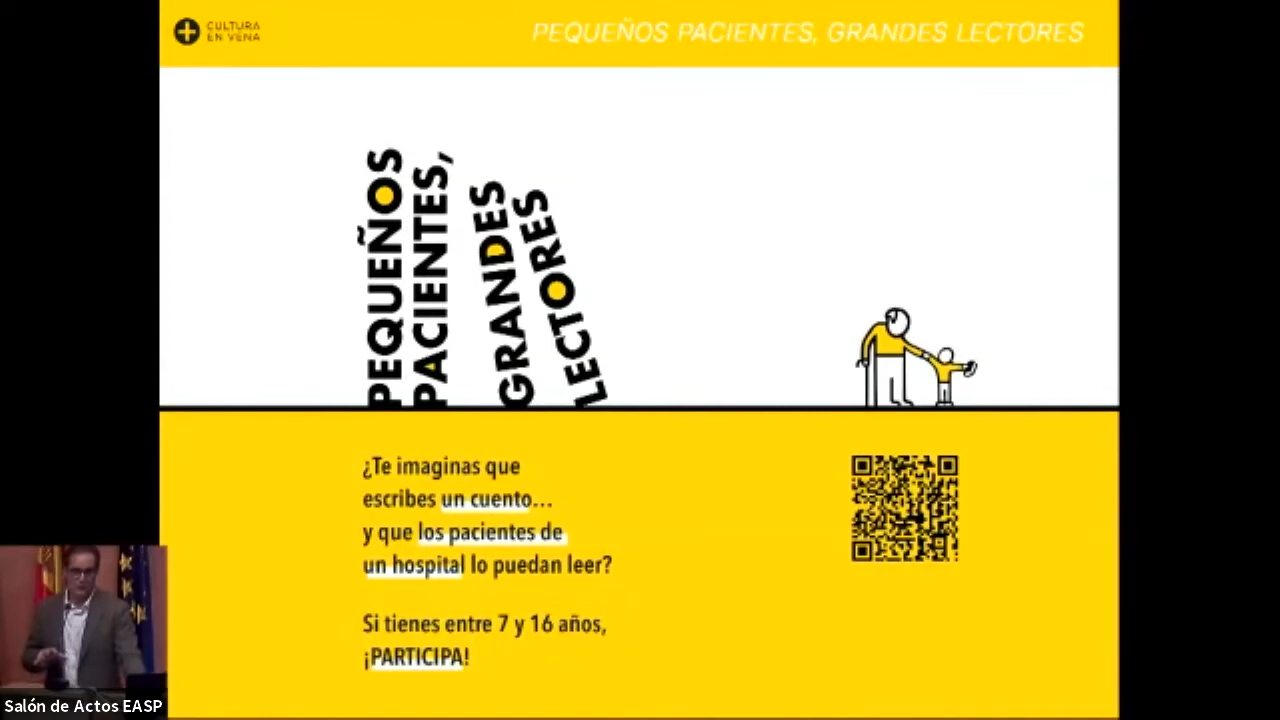 CULTURA
EN VENA
PEQUEÑOS PACIENTES, GRANDES LECTORES
PEQUEÑOS
PACIENTES,
GRANDES
LECTORES
¿Te imaginas que
escribes un cuento...
y que los pacientes de
un hospital lo puedan leer?
Si tienes entre 7 y 16 años,
¡PARTICIPA!
Salón de Actos EASP